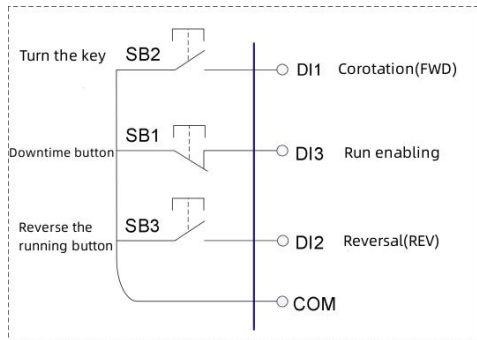 Turn the key SB2 DI1 Corotation(FWD)
SB1
Downtime button DI3 Run enabling
Reverse the
running button SB3 DI2 Reversal(REV)
COM